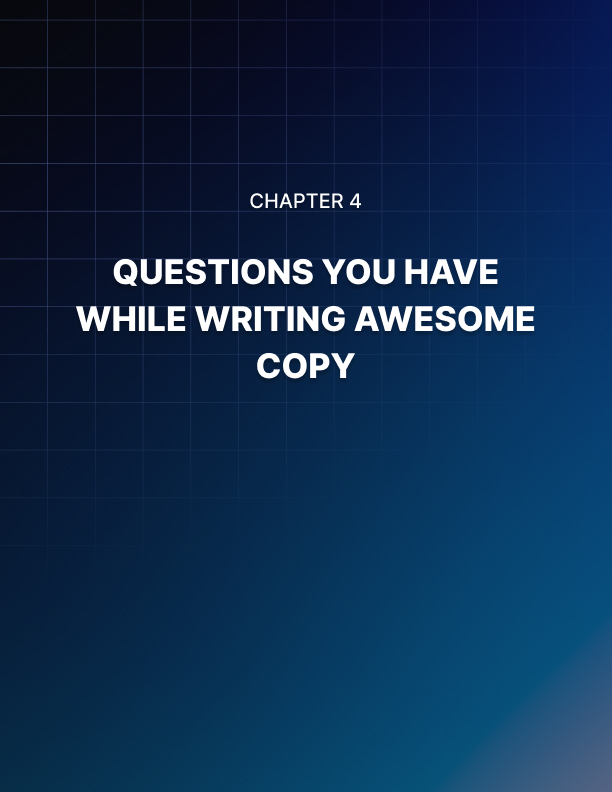 CHAPTER 4
QUESTIONS YOU HAVE
WHILE WRITING AWESOME
COPY